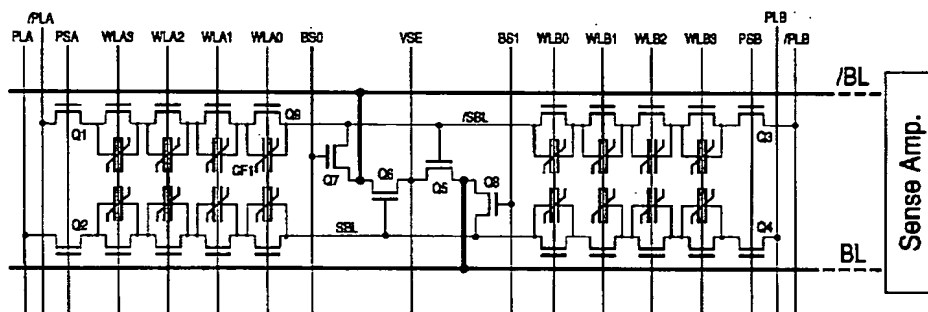 /PLA
PLB
PLA PSA WLA3 WLA2 WLA1 WLA0 BS0 VSE BS1 WLB0 WLB1 WLB2 WLB3 PSB /PLB
/BL
Q1 Q9 /SBL Q3
CF1
Q7 Q6 Q5 Q8
Q2 SBL Q4
BL
Sense Amp.